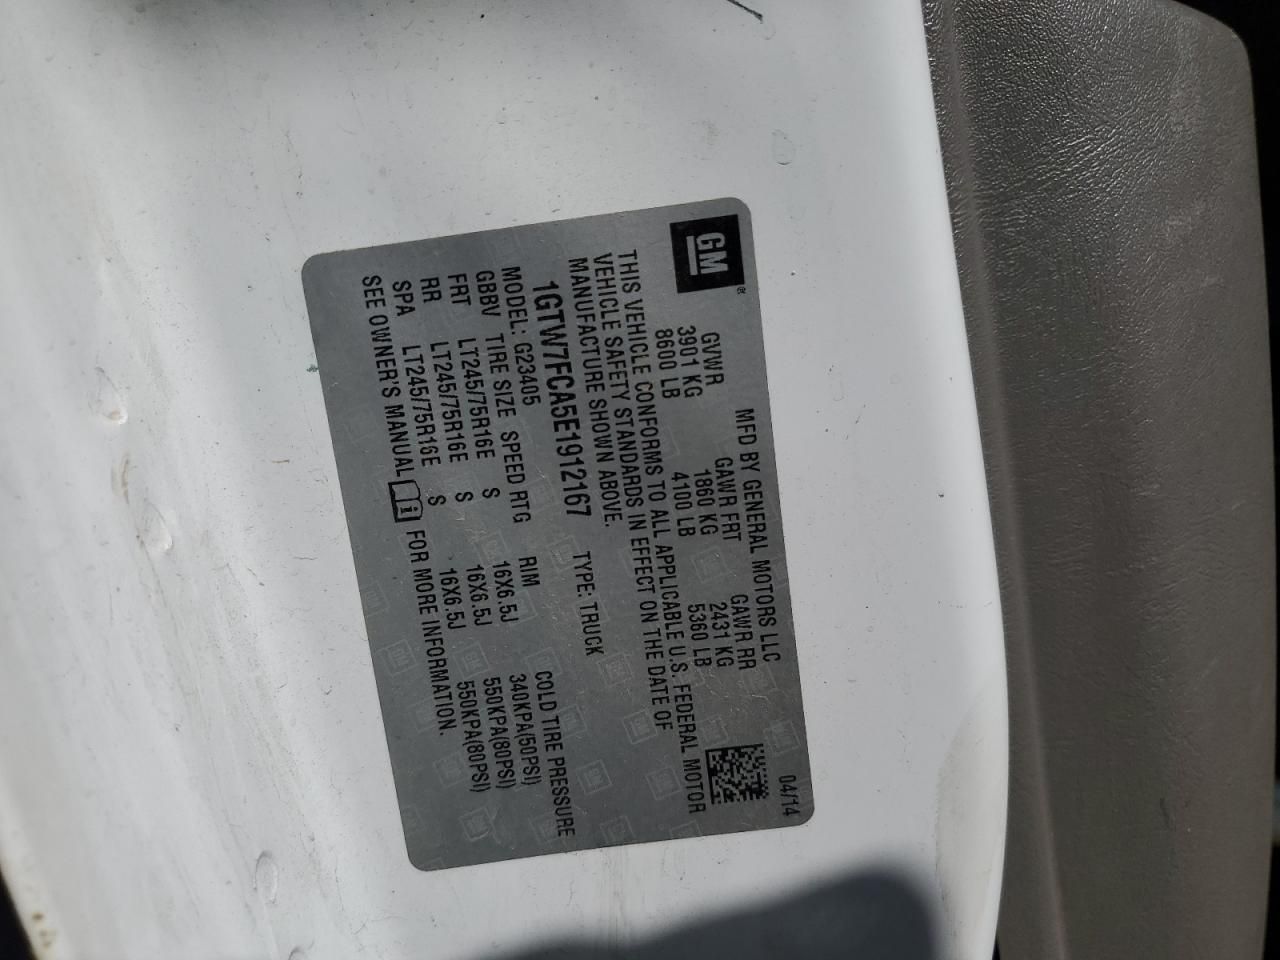 GM ®
MFD BY GENERAL MOTORS LLC 04/14
GVWR GAWR FRT GAWR RR
3901 KG 1860 KG 2431 KG
8600 LB 4100 LB 5360 LB
THIS VEHICLE CONFORMS TO ALL APPLICABLE U.S. FEDERAL MOTOR
VEHICLE SAFETY STANDARDS IN EFFECT ON THE DATE OF
MANUFACTURE SHOWN ABOVE.
1GTW7FCA5E1912167 TYPE: TRUCK
MODEL: G23405
GBBV TIRE SIZE SPEED RTG RIM COLD TIRE PRESSURE
FRT LT245/75R16E S 16X6.5J 340KPA(50PSI)
RR LT245/75R16E S 16X6.5J 550KPA(80PSI)
SPA LT245/75R16E S 16X6.5J 550KPA(80PSI)
SEE OWNER'S MANUAL i FOR MORE INFORMATION.